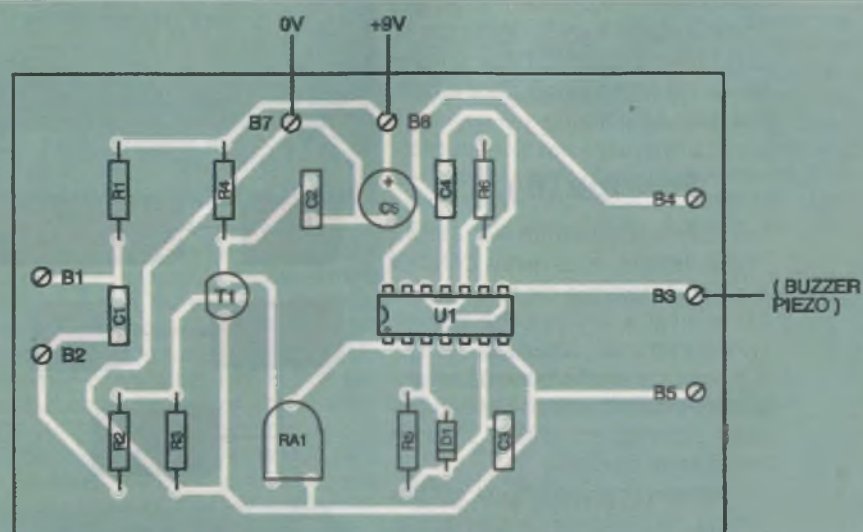 0V +9V
B7
B6
R1
R4
C2
+
C5
C4
R6
B4
B1
C1
T1
U1
B3
( BUZZER
PIEZO )
B2
B5
R2
R3
RA1
R5
D1
C3